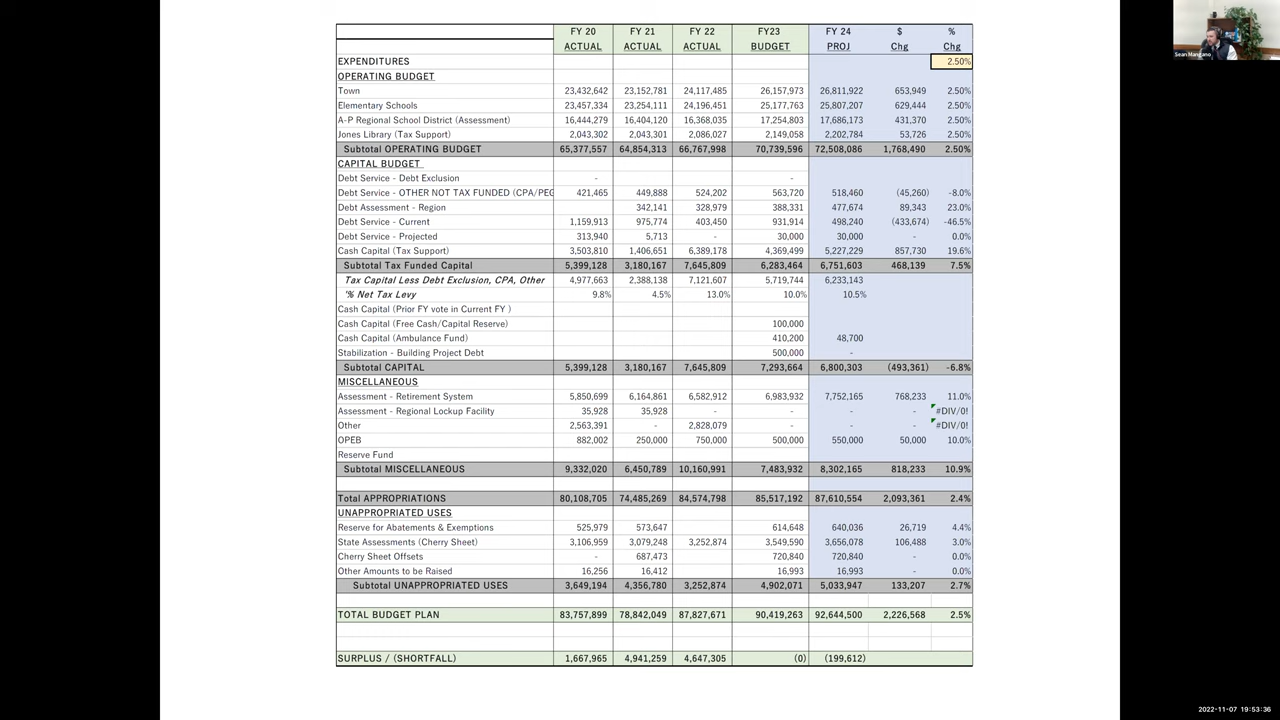 FY 20 FY 21 FY 22 FY23 FY 24 $ %
ACTUAL ACTUAL ACTUAL BUDGET PROJ Chg Chg
EXPENDITURES 2.50%
OPERATING BUDGET
Town 23,432,642 23,152,781 24,117,485 26,157,973 26,811,922 653,949 2.50%
Elementary Schools 23,457,334 23,254,111 24,196,451 25,177,763 25,807,207 629,444 2.50%
A-P Regional School District (Assessment) 16,444,279 16,404,120 16,368,035 17,254,803 17,686,173 431,370 2.50%
Jones Library (Tax Support) 2,043,302 2,043,301 2,086,027 2,149,058 2,202,784 53,726 2.50%
Subtotal OPERATING BUDGET 65,377,557 64,854,313 66,767,998 70,739,596 72,508,086 1,768,490 2.50%
CAPITAL BUDGET
Debt Service - Debt Exclusion - -
Debt Service - OTHER NOT TAX FUNDED (CPA/PEG 421,465 449,888 524,202 563,720 518,460 (45,260) -8.0%
Debt Assessment - Region 342,141 328,979 388,331 477,674 89,343 23.0%
Debt Service - Current 1,159,913 975,774 403,450 931,914 498,240 (433,674) -46.5%
Debt Service - Projected 313,940 5,713 - 30,000 30,000 - 0.0%
Cash Capital (Tax Support) 3,503,810 1,406,651 6,389,178 4,369,499 5,227,229 857,730 19.6%
Subtotal Tax Funded Capital 5,399,128 3,180,167 7,645,809 6,283,464 6,751,603 468,139 7.5%
Tax Capital Less Debt Exclusion, CPA, Other 4,977,663 2,388,138 7,121,607 5,719,744 6,233,143
'% Net Tax Levy 9.8% 4.5% 13.0% 10.0% 10.5%
Cash Capital (Prior FY vote in Current FY )
Cash Capital (Free Cash/Capital Reserve) 100,000
Cash Capital (Ambulance Fund) 410,200 48,700
Stabilization - Building Project Debt 500,000 -
Subtotal CAPITAL 5,399,128 3,180,167 7,645,809 7,293,664 6,800,303 (493,361) -6.8%
MISCELLANEOUS
Assessment - Retirement System 5,850,699 6,164,861 6,582,912 6,983,932 7,752,165 768,233 11.0%
Assessment - Regional Lockup Facility 35,928 35,928 - - - - #DIV/0!
Other 2,563,391 - 2,828,079 - - - #DIV/0!
OPEB 882,002 250,000 750,000 500,000 550,000 50,000 10.0%
Reserve Fund
Subtotal MISCELLANEOUS 9,332,020 6,450,789 10,160,991 7,483,932 8,302,165 818,233 10.9%
Total APPROPRIATIONS 80,108,705 74,485,269 84,574,798 85,517,192 87,610,554 2,093,361 2.4%
UNAPPROPRIATED USES
Reserve for Abatements & Exemptions 525,979 573,647 614,648 640,036 26,719 4.4%
State Assessments (Cherry Sheet) 3,106,959 3,079,248 3,252,874 3,549,590 3,656,078 106,488 3.0%
Cherry Sheet Offsets - 687,473 720,840 720,840 - 0.0%
Other Amounts to be Raised 16,256 16,412 16,993 16,993 - 0.0%
Subtotal UNAPPROPRIATED USES 3,649,194 4,356,780 3,252,874 4,902,071 5,033,947 133,207 2.7%
TOTAL BUDGET PLAN 83,757,899 78,842,049 87,827,671 90,419,263 92,644,500 2,226,568 2.5%
SURPLUS / (SHORTFALL) 1,667,965 4,941,259 4,647,305 (0) (199,612)
Sean Mangano
2022-11-07 19:53:36